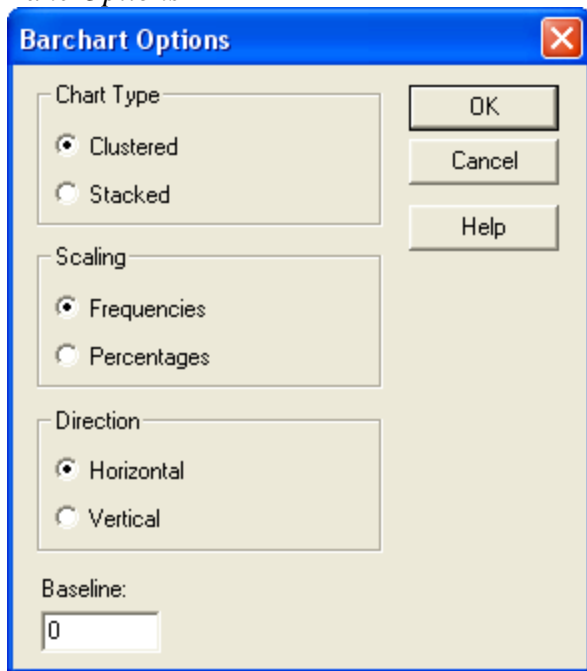 Barchart Options
Chart Type
Clustered
Stacked
Scaling
Frequencies
Percentages
Direction
Horizontal
Vertical
Baseline:
0
OK
Cancel
Help